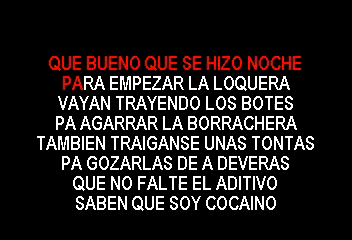 QUE BUENO QUE SE HIZO NOCHE
PARA EMPEZAR LA LOQUERA
VAYAN TRAYENDO LOS BOTES
PA AGARRAR LA BORRACHERA
TAMBIEN TRAIGANSE UNAS TONTAS
PA GOZARLAS DE A DEVERAS
QUE NO FALTE EL ADITIVO
SABEN QUE SOY COCAINO